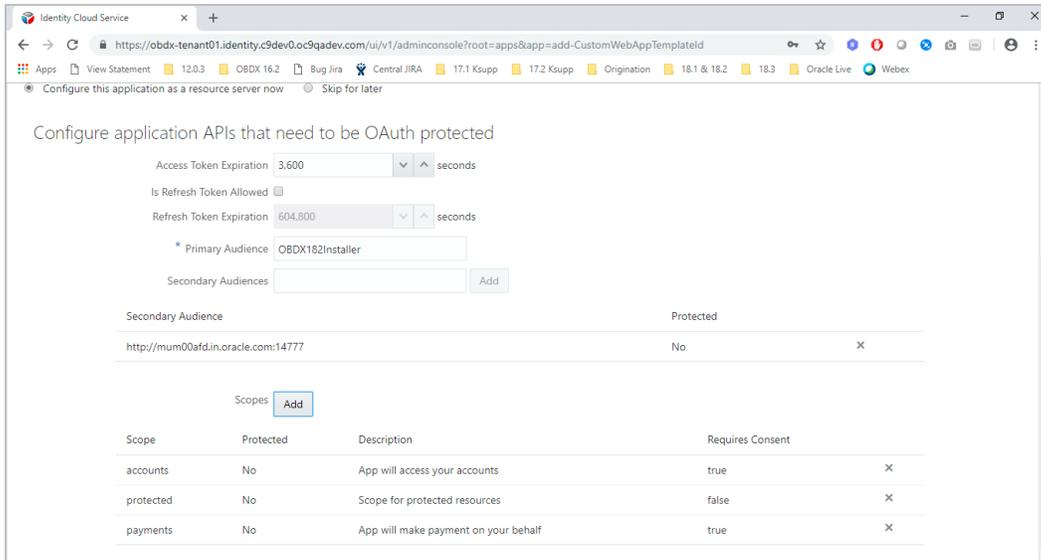 Identity Cloud Service
https://obdx-tenant01.identity.c9dev0.oc9qadev.com/ui/v1/adminconsole?root=apps&app=add-CustomWebAppTemplateId
Apps View Statement 12.0.3 OBDX 16.2 Bug Jira Central JIRA 17.1 Ksupp 17.2 Ksupp Origination 18.1 & 18.2 18.3 Oracle Live Webex
Configure this application as a resource server now Skip for later
Configure application APIs that need to be OAuth protected
Access Token Expiration 3,600 seconds
Is Refresh Token Allowed
Refresh Token Expiration 604,800 seconds
* Primary Audience OBDX182Installer
Secondary Audiences Add
Secondary Audience Protected
http://mum00afd.in.oracle.com:14777 No
Scopes Add
Scope Protected Description Requires Consent
accounts No App will access your accounts true
protected No Scope for protected resources false
payments No App will make payment on your behalf true